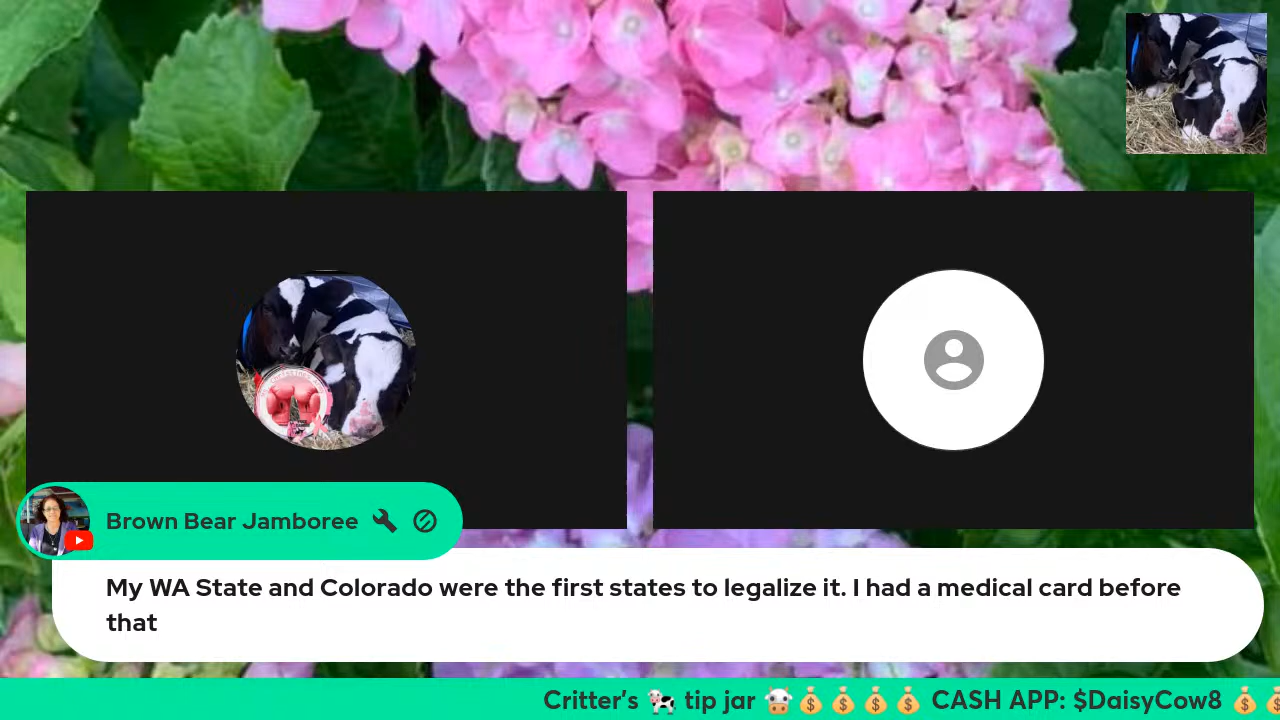 Brown Bear Jamboree
My WA State and Colorado were the first states to legalize it. I had a medical card before
that
Critter's 🐄 tip jar 🐮💰💰💰💰 CASH APP: $DaisyCow8 💰💰